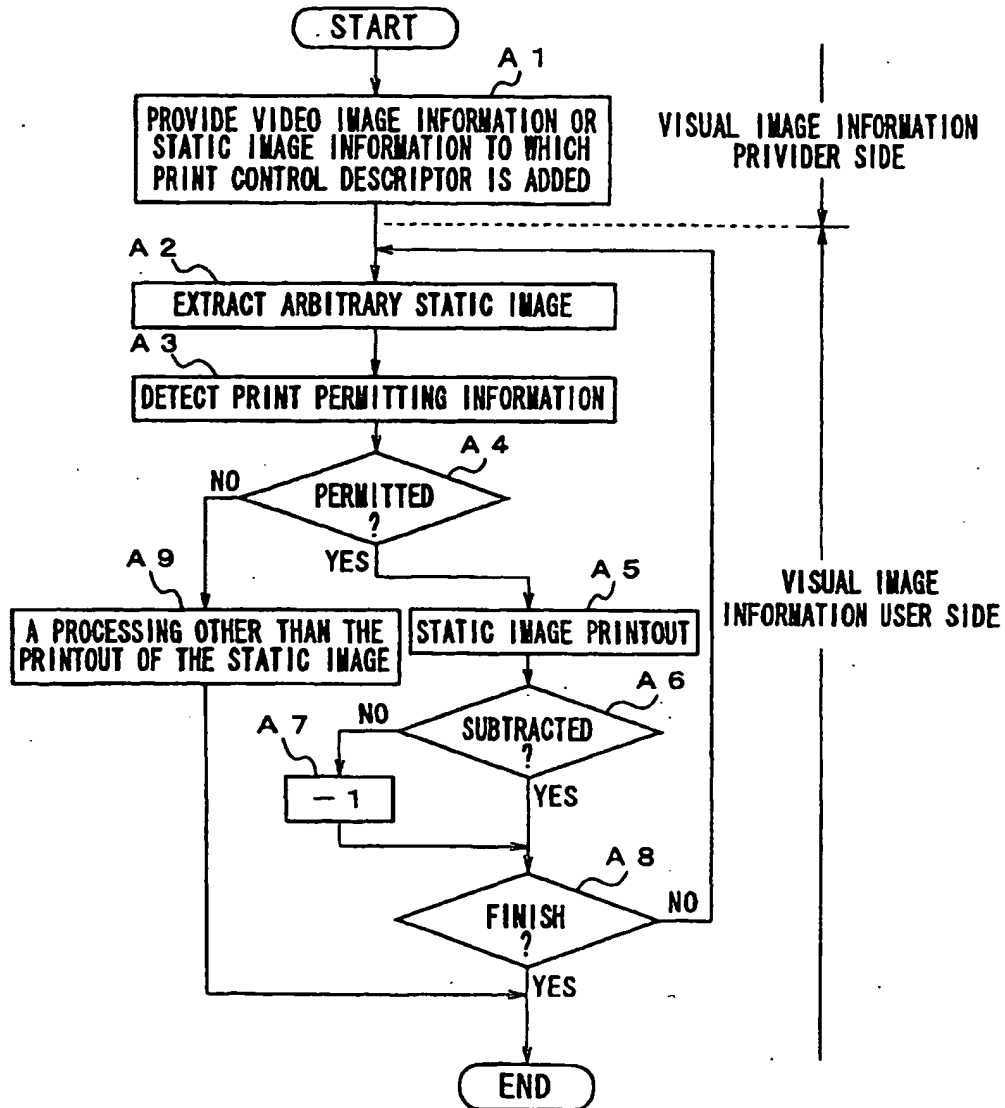 START
A 1
PROVIDE VIDEO IMAGE INFORMATION OR
STATIC IMAGE INFORMATION TO WHICH
PRINT CONTROL DESCRIPTOR IS ADDED
VISUAL IMAGE INFORMATION
PROVIDER SIDE
A 2
EXTRACT ARBITRARY STATIC IMAGE
A 3
DETECT PRINT PERMITTING INFORMATION
A 4
NO
PERMITTED
?
YES
A 9
A PROCESSING OTHER THAN THE
PRINTOUT OF THE STATIC IMAGE
A 5
STATIC IMAGE PRINTOUT
VISUAL IMAGE
INFORMATION USER SIDE
A 6
NO
SUBTRACTED
?
A 7
- 1
YES
A 8
FINISH
?
NO
YES
END